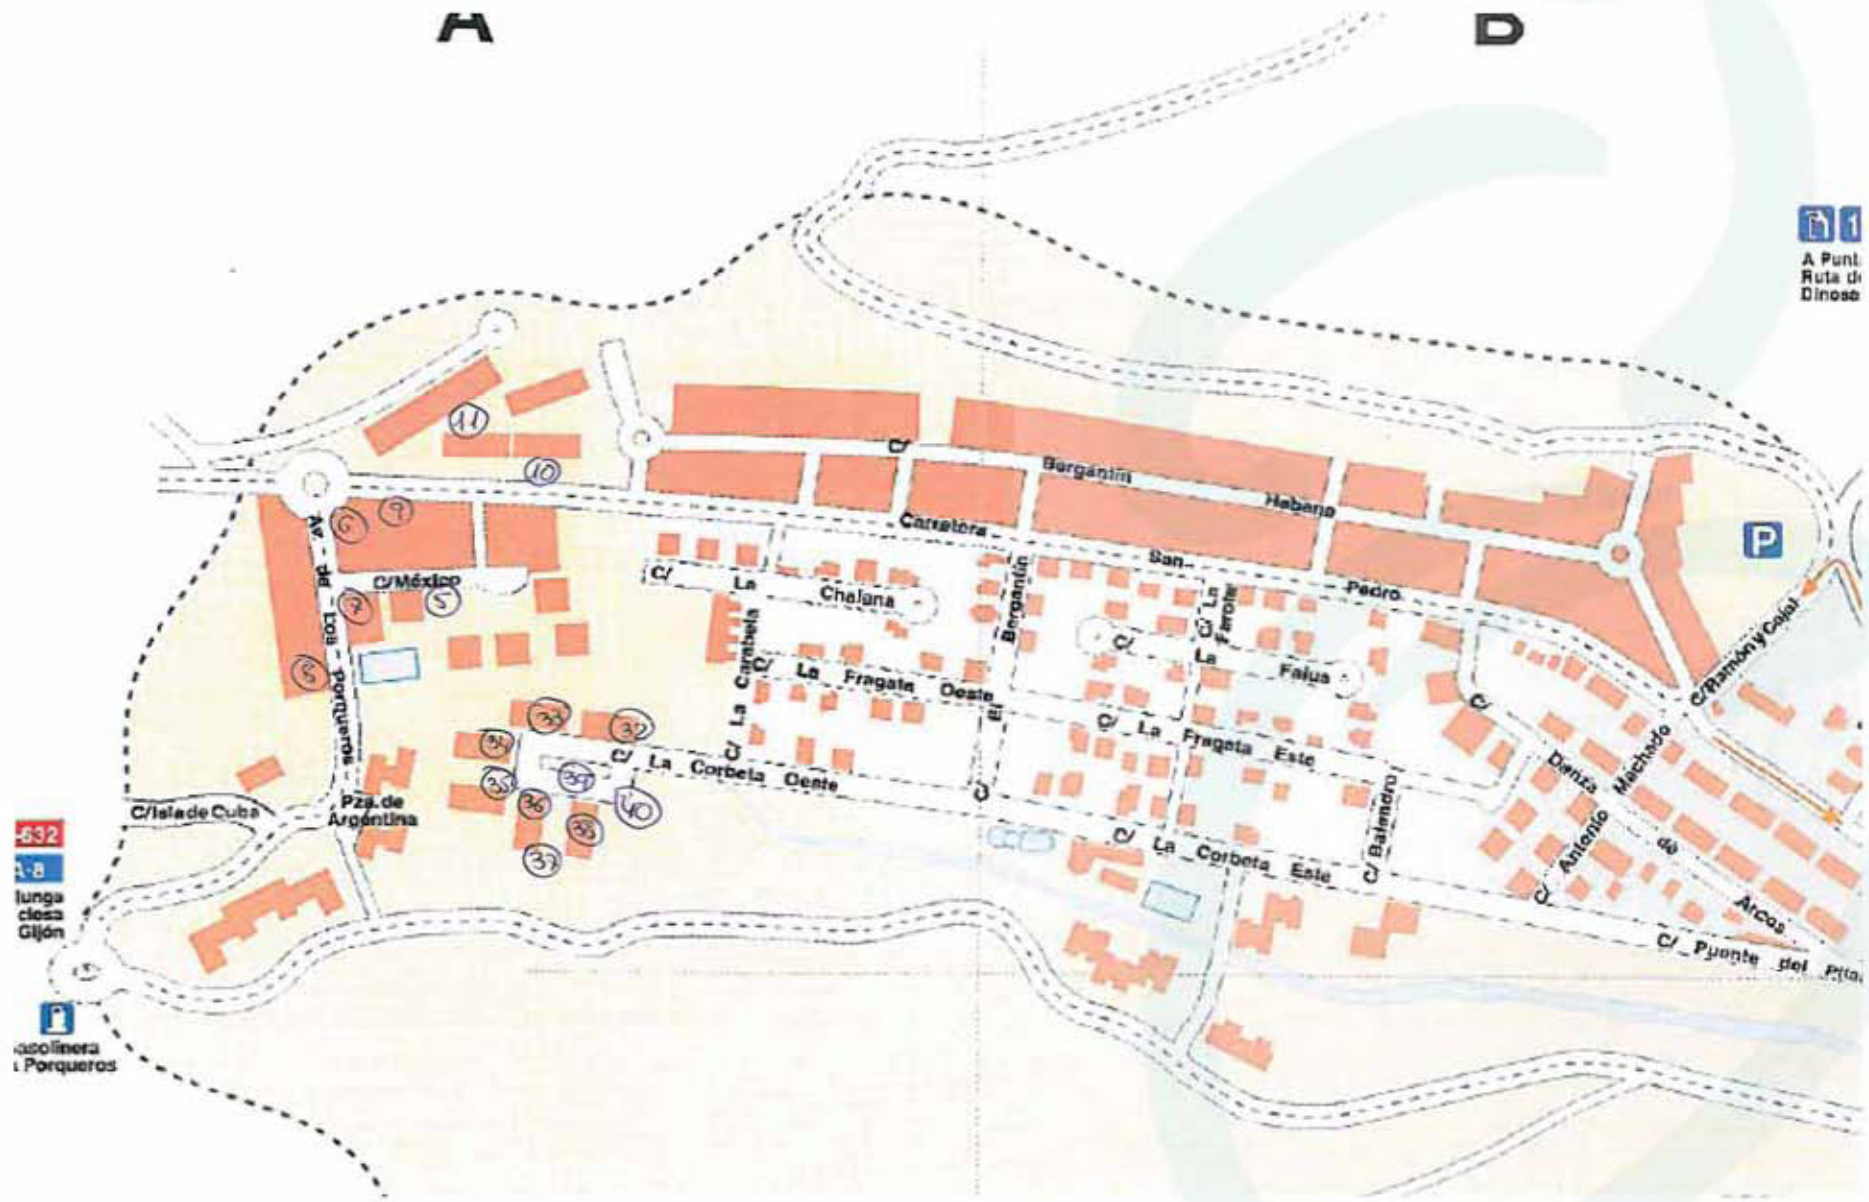 A
B
A Punt
Ruta d
Dinosa
11
10
C/
Bergantín
Habana
6
9
Carretera
San
Pedro
P
Av. de Los Porqueros
C/México
7
5
C/ La Chalana
C/ La Carabela
C/ El Bergantín
C/ La
C/ La Falua
C/Ramón y Cajal
8
C/ La Fragata Oeste
C/ La Fragata Este
33
32
34
C/ La Corbeta Oeste
35
39
36
40
38
37
C/ Danza de Arcos
C/ Antonio Machado
C/ Balandro
C/ La Corbeta Este
C/ Puente del
C/Isla de Cuba
Pza. de
Argentina
-632
A-8
lunga
ciosa
Gijón
asolinera
Porqueros